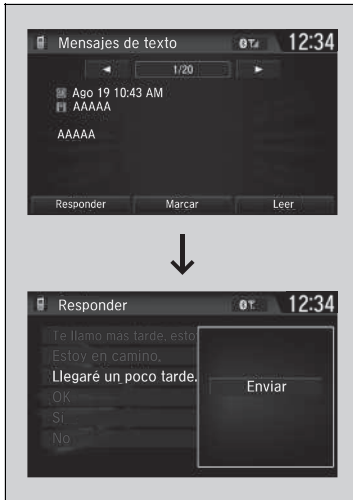 Mensajes de texto 12:34
1/20
Ago 19 10:43 AM
AAAAA
AAAAA
Responder Marcar Leer
Responder 12:34
Te llamo más tarde, esto
Estoy en camino.
Llegaré un poco tarde.
Enviar
OK
Si
No